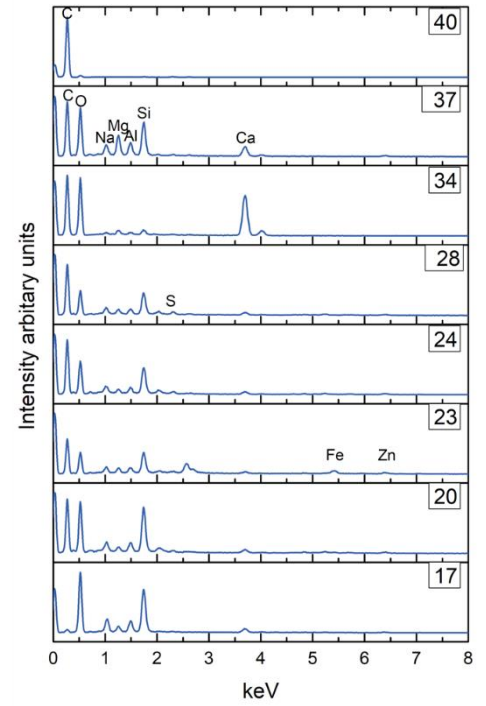 C
40
C O
Na Mg Al Si Ca
37
34
28
S
24
23
Fe Zn
20
17
0 1 2 3 4 5 6 7 8
keV
Intensity arbitary units